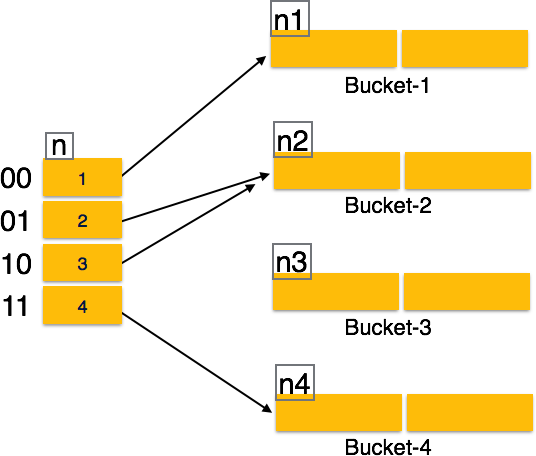 n1
Bucket-1
n
n2
00 1
Bucket-2
01 2
10 3
n3
11 4
Bucket-3
n4
Bucket-4